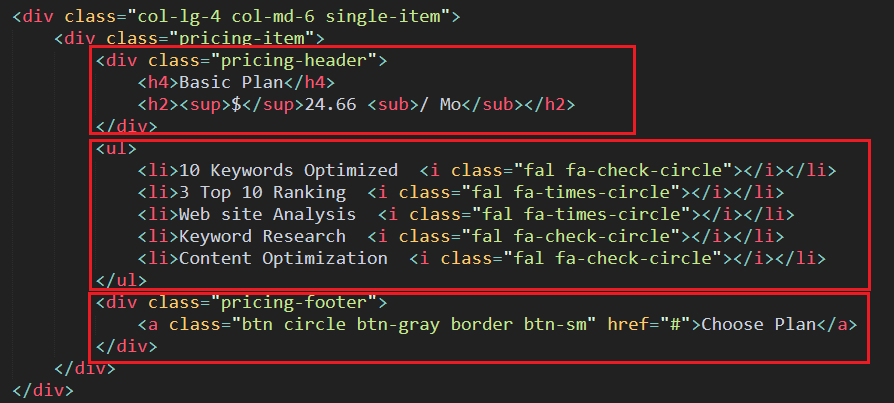 <div class="col-lg-4 col-md-6 single-item">
<div class="pricing-item">
<div class="pricing-header">
<h4>Basic Plan</h4>
<h2><sup>$</sup>24.66 <sub>/ Mo</sub></h2>
</div>
<ul>
<li>10 Keywords Optimized  <i class="fal fa-check-circle"></i></li>
<li>3 Top 10 Ranking  <i class="fal fa-times-circle"></i></li>
<li>Web site Analysis  <i class="fal fa-times-circle"></i></li>
<li>Keyword Research  <i class="fal fa-check-circle"></i></li>
<li>Content Optimization  <i class="fal fa-check-circle"></i></li>
</ul>
<div class="pricing-footer">
<a class="btn circle btn-gray border btn-sm" href="#">Choose Plan</a>
</div>
</div>
</div>